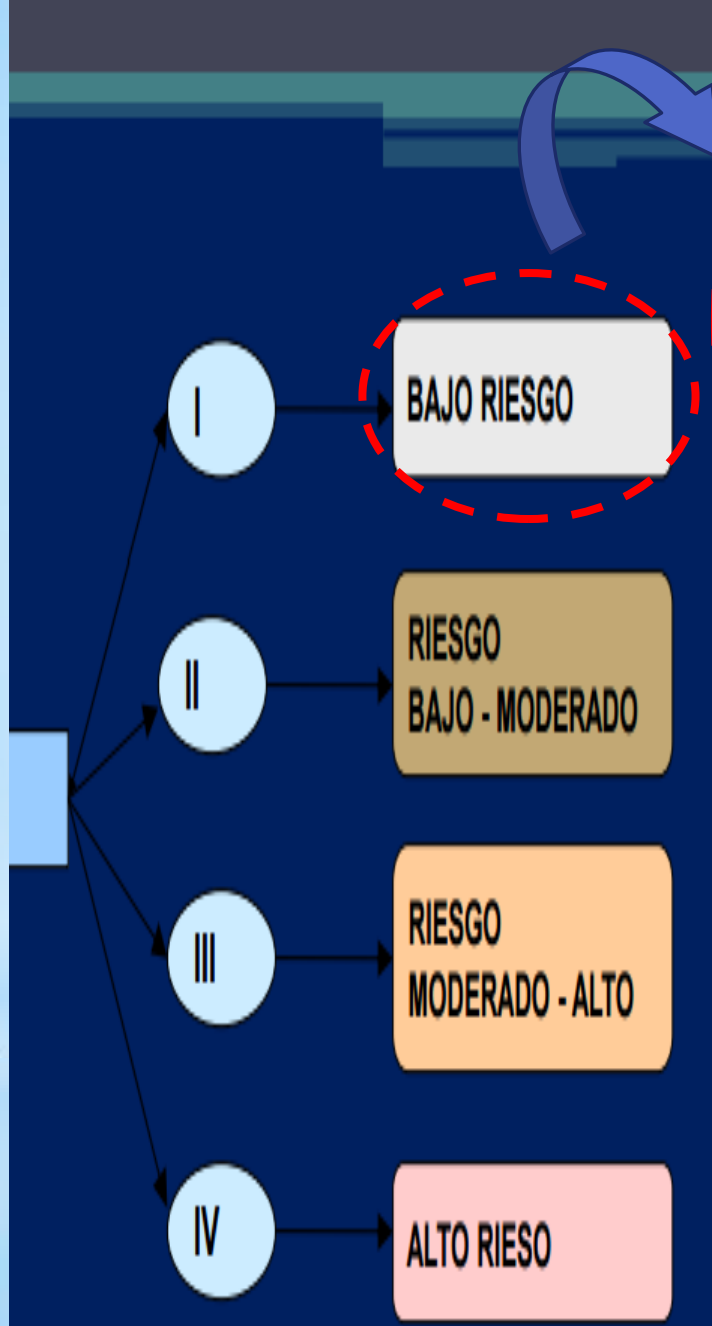 I
BAJO RIESGO
II
RIESGO
BAJO - MODERADO
III
RIESGO
MODERADO - ALTO
IV
ALTO RIESO